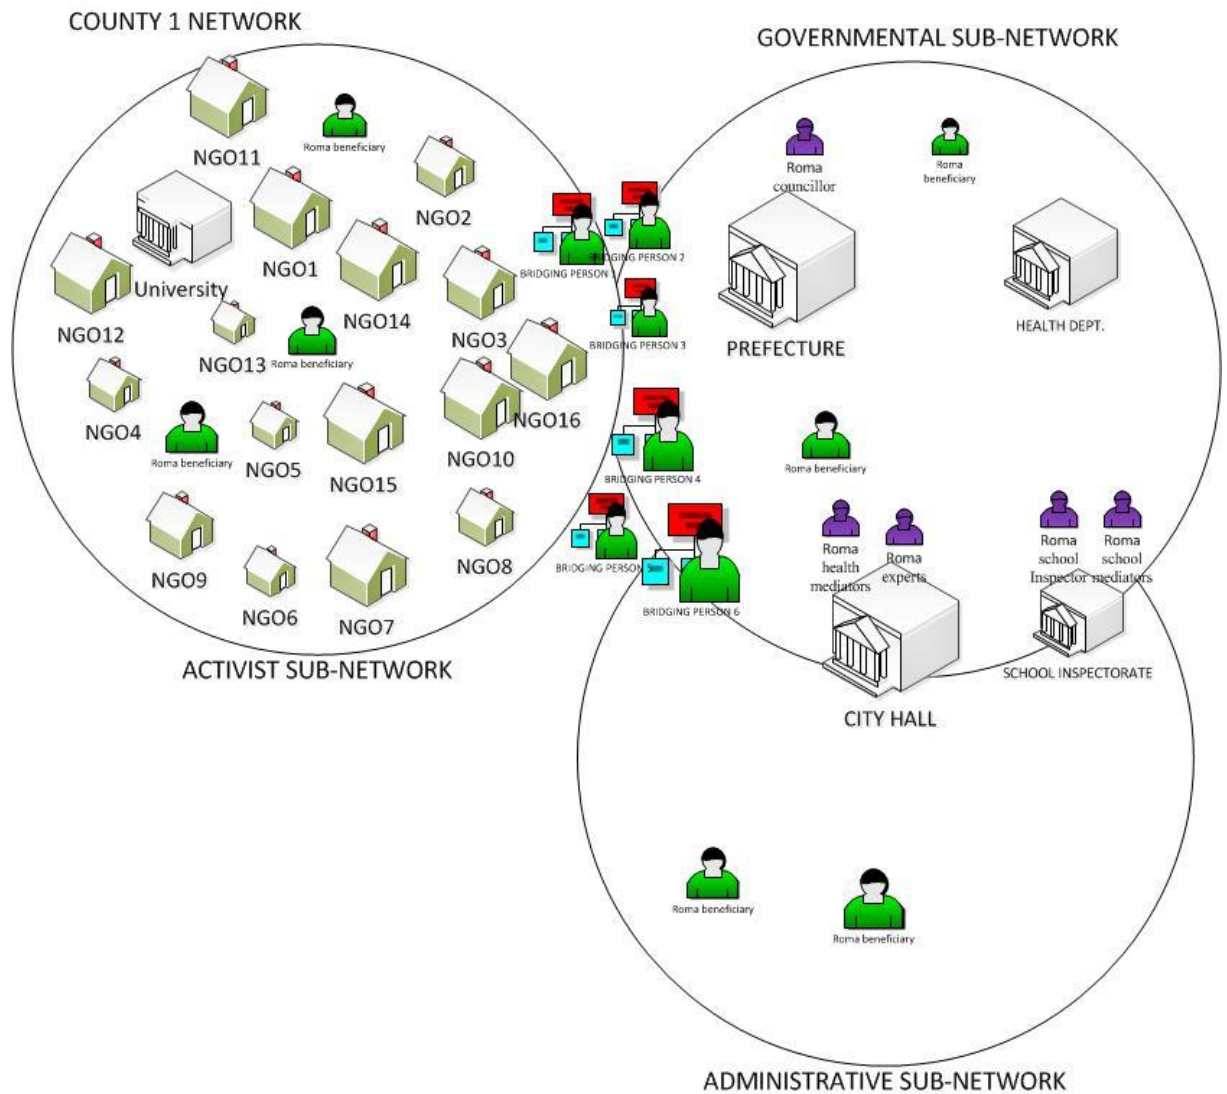 COUNTY 1 NETWORK
GOVERNMENTAL SUB-NETWORK
NGO11
Roma beneficiary
NGO2
Roma
councillor
Roma
beneficiary
University
NGO1
NGO14
NGO12
NGO13
Roma beneficiary
NGO3
BRIDGING PERSON
BRIDGING PERSON 2
BRIDGING PERSON 3
PREFECTURE
HEALTH DEPT.
NGO4
Roma beneficiary
NGO5
NGO15
NGO10
NGO16
BRIDGING PERSON 4
Roma beneficiary
NGO9
NGO6
NGO7
NGO8
BRIDGING PERSON
BRIDGING PERSON 6
Roma
health
mediators
Roma
experts
Roma
school
Inspector
Roma
school
mediators
ACTIVIST SUB-NETWORK
CITY HALL
SCHOOL INSPECTORATE
Roma beneficiary
Roma beneficiary
ADMINISTRATIVE SUB-NETWORK